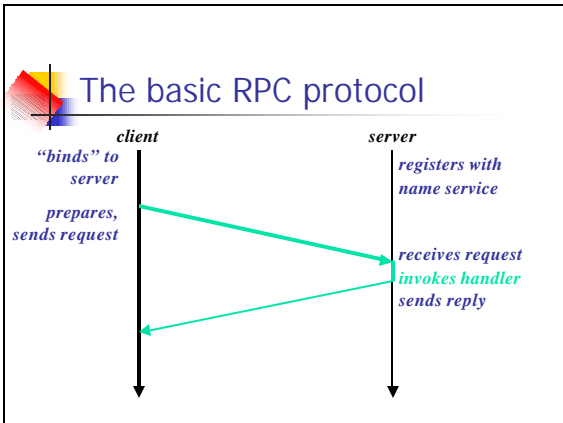 The basic RPC protocol
client
server
“binds” to
server
registers with
name service
prepares,
sends request
receives request
invokes handler
sends reply